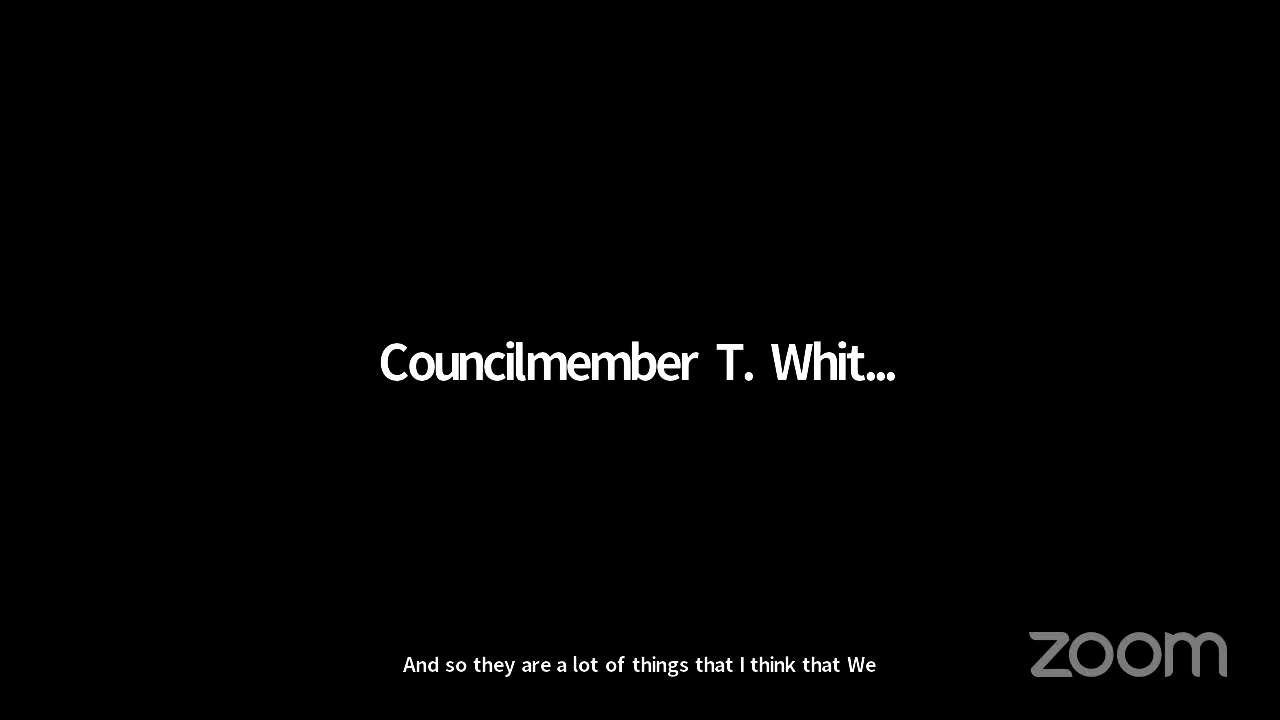 Councilmember T. Whit...
And so they are a lot of things that I think that We
zoom